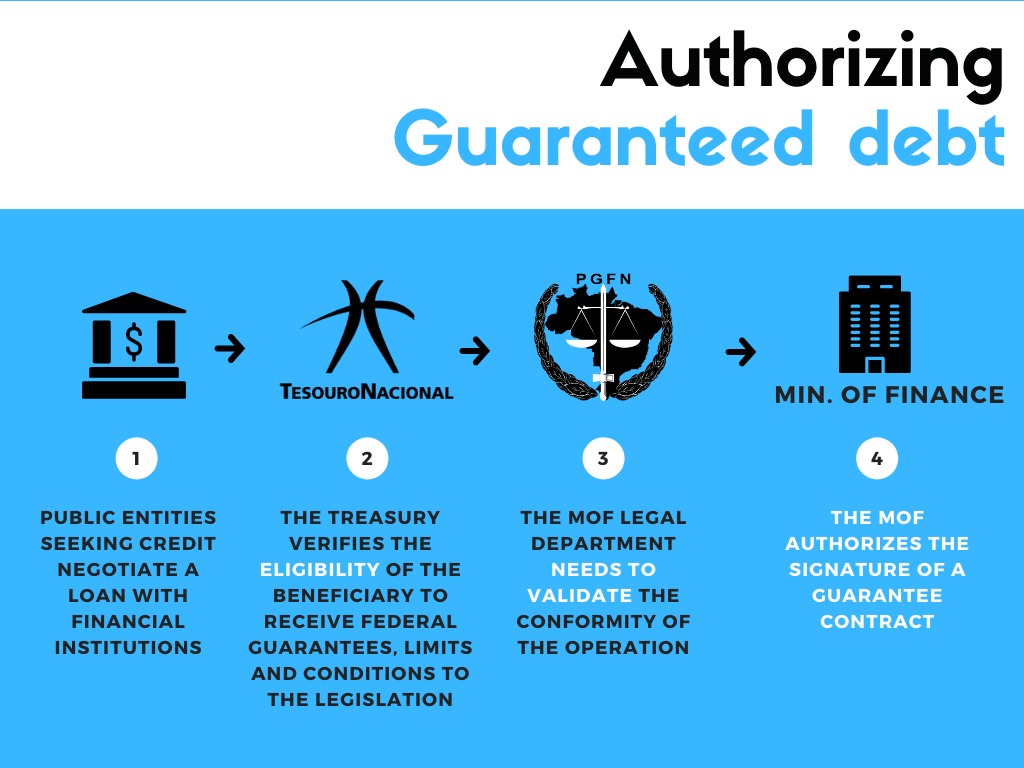 Authorizing
Guaranteed debt
$
TESOURONACIONAL
PGFN
MIN. OF FINANCE
1
2
3
4
PUBLIC ENTITIES
SEEKING CREDIT
NEGOTIATE A
LOAN WITH
FINANCIAL
INSTITUTIONS
THE TREASURY
VERIFIES THE
ELIGIBILITY OF THE
BENEFICIARY TO
RECEIVE FEDERAL
GUARANTEES, LIMITS
AND CONDITIONS TO
THE LEGISLATION
THE MOF LEGAL
DEPARTMENT
NEEDS TO
VALIDATE THE
CONFORMITY OF
THE OPERATION
THE MOF
AUTHORIZES THE
SIGNATURE OF A
GUARANTEE
CONTRACT